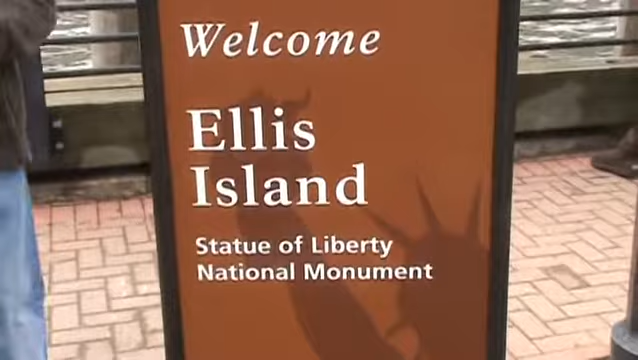 Welcome
Ellis
Island
Statue of Liberty
National Monument